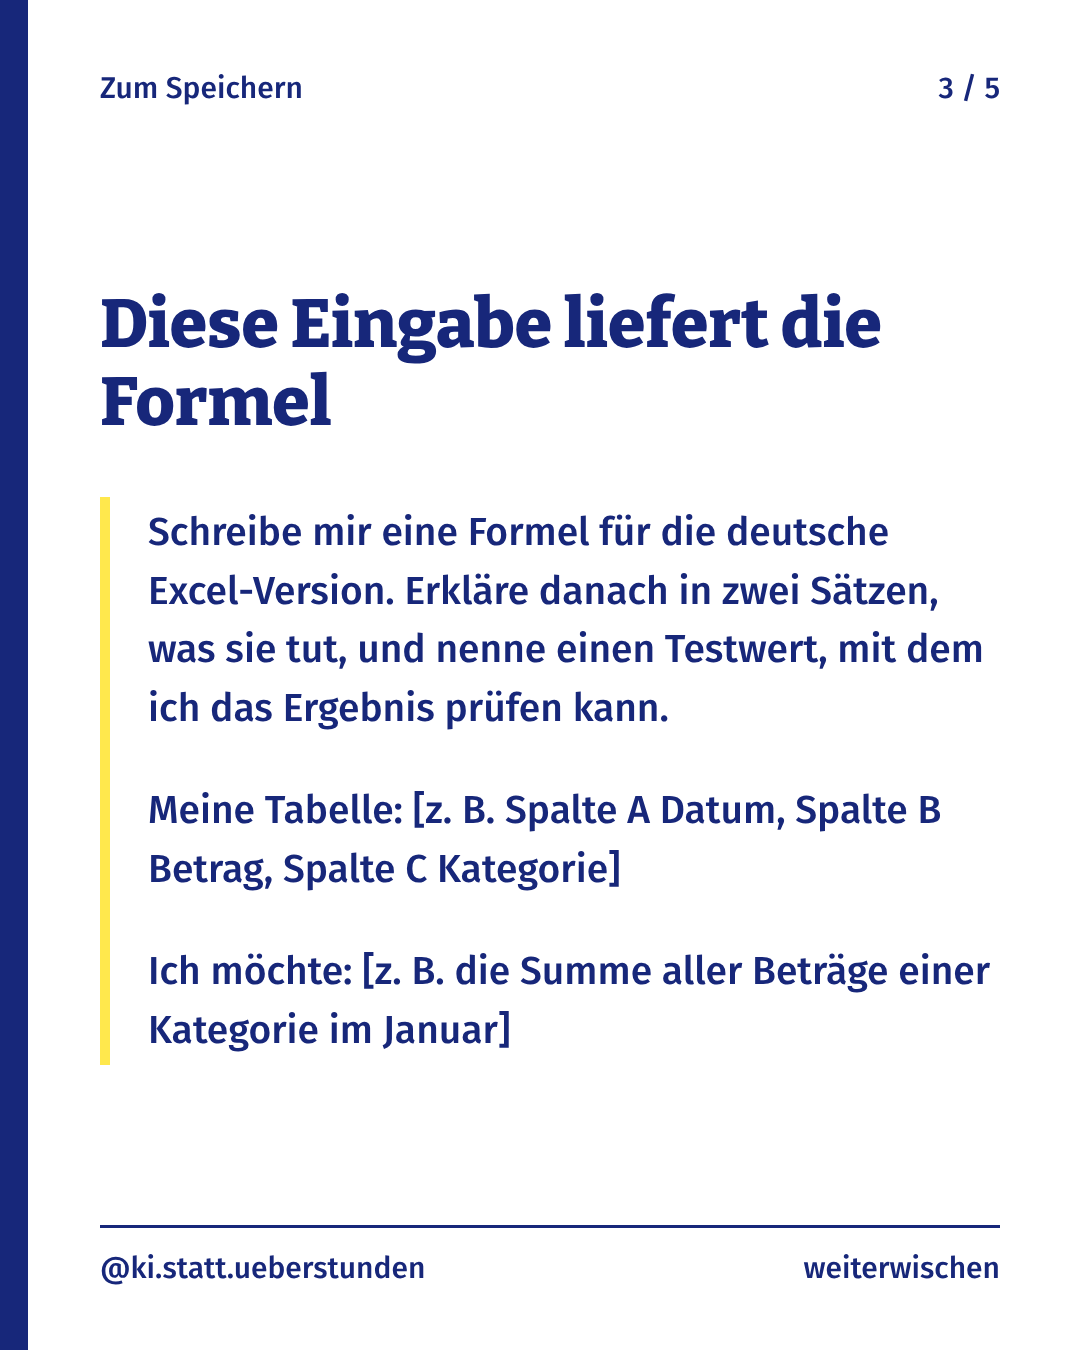 Zum Speichern
3 / 5
Diese Eingabe liefert die
Formel
Schreibe mir eine Formel für die deutsche
Excel-Version. Erkläre danach in zwei Sätzen,
was sie tut, und nenne einen Testwert, mit dem
ich das Ergebnis prüfen kann.
Meine Tabelle: [z. B. Spalte A Datum, Spalte B
Betrag, Spalte C Kategorie]
Ich möchte: [z. B. die Summe aller Beträge einer
Kategorie im Januar]
@ki.statt.ueberstunden
weiterwischen